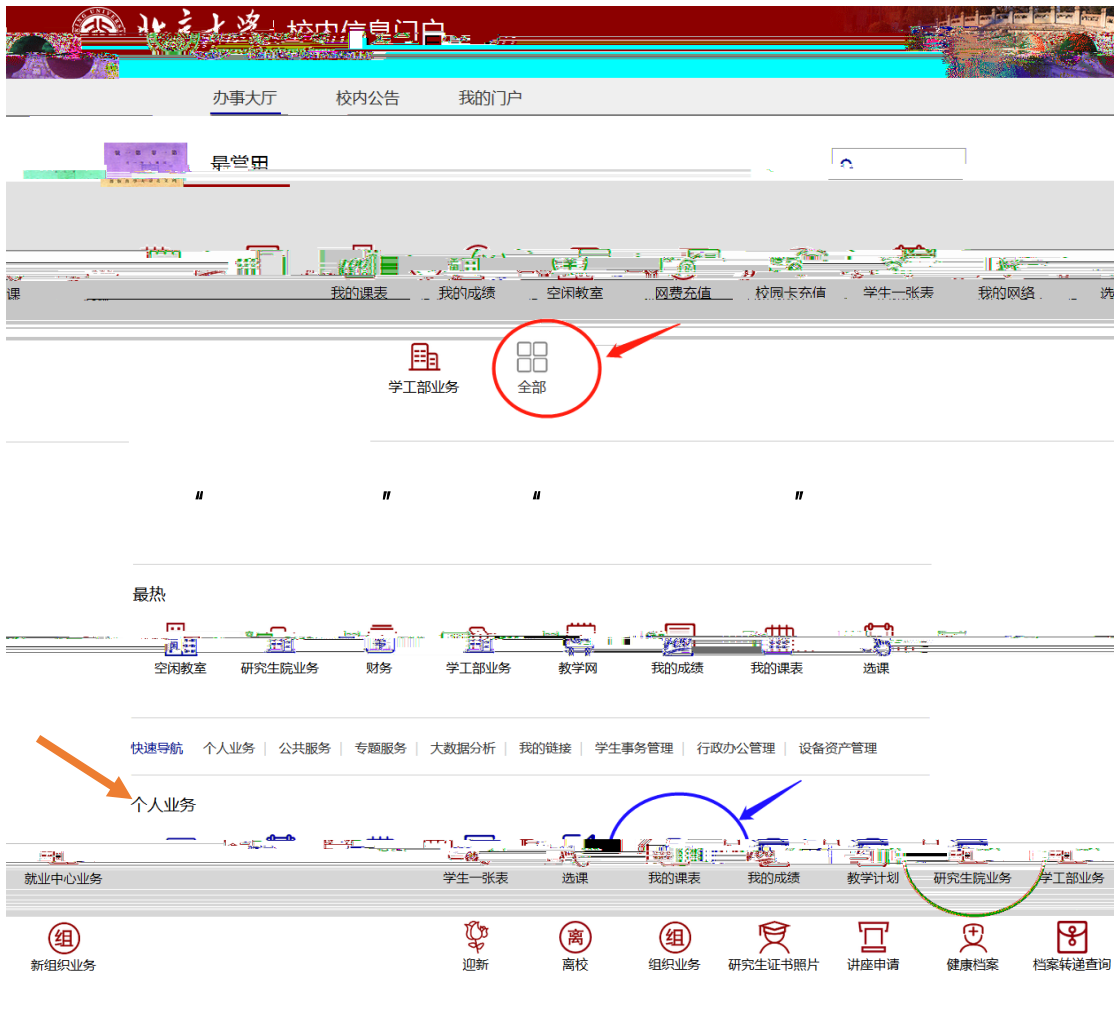 北京大学 校内信息门户
办事大厅 校内公告 我的门户
最常用
课 我的课表 我的成绩 空闲教室 网费充值 校园卡充值 学生一张表 我的网络 选
学工部业务 全部
“ ” “ ”
最热
空闲教室 研究生院业务 财务 学工部业务 教学网 我的成绩 我的课表 选课
快速导航 个人业务 | 公共服务 | 专题服务 | 大数据分析 | 我的链接 | 学生事务管理 | 行政办公管理 | 设备资产管理
个人业务
就业中心业务 学生一张表 选课 我的课表 我的成绩 教学计划 研究生院业务 学工部业务
组 离 组
新组织业务 迎新 离校 组织业务 研究生证书照片 讲座申请 健康档案 档案转递查询